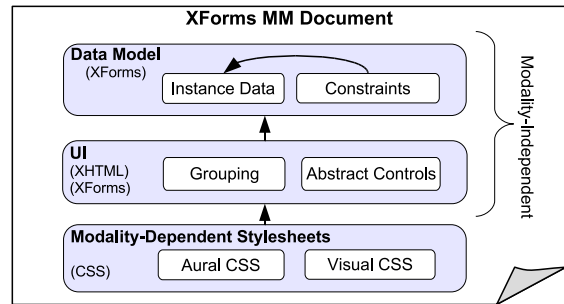 XForms MM Document
Data Model
(XForms)
Instance Data
Constraints
UI
(XHTML)
(XForms)
Grouping
Abstract Controls
Modality-Dependent Stylesheets
(CSS)
Aural CSS
Visual CSS
Modality-Independent